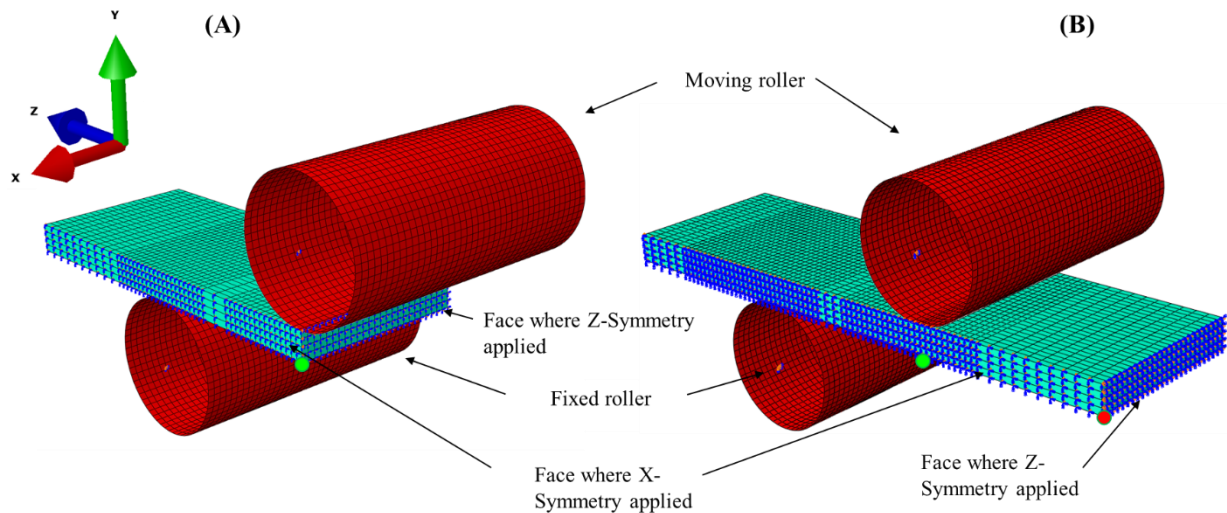 (A)
(B)
Y
Z
X
Moving roller
Face where Z-Symmetry
applied
Fixed roller
Face where X-
Symmetry applied
Face where Z-
Symmetry applied